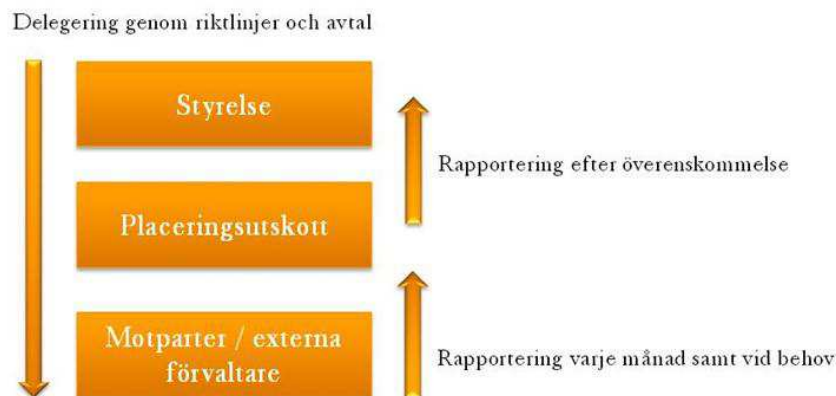 Delegering genom riktlinjer och avtal
Styrelse
Rapportering efter överenskommelse
Placeringsutskott
Motparter / externa
förvaltare
Rapportering varje månad samt vid behov